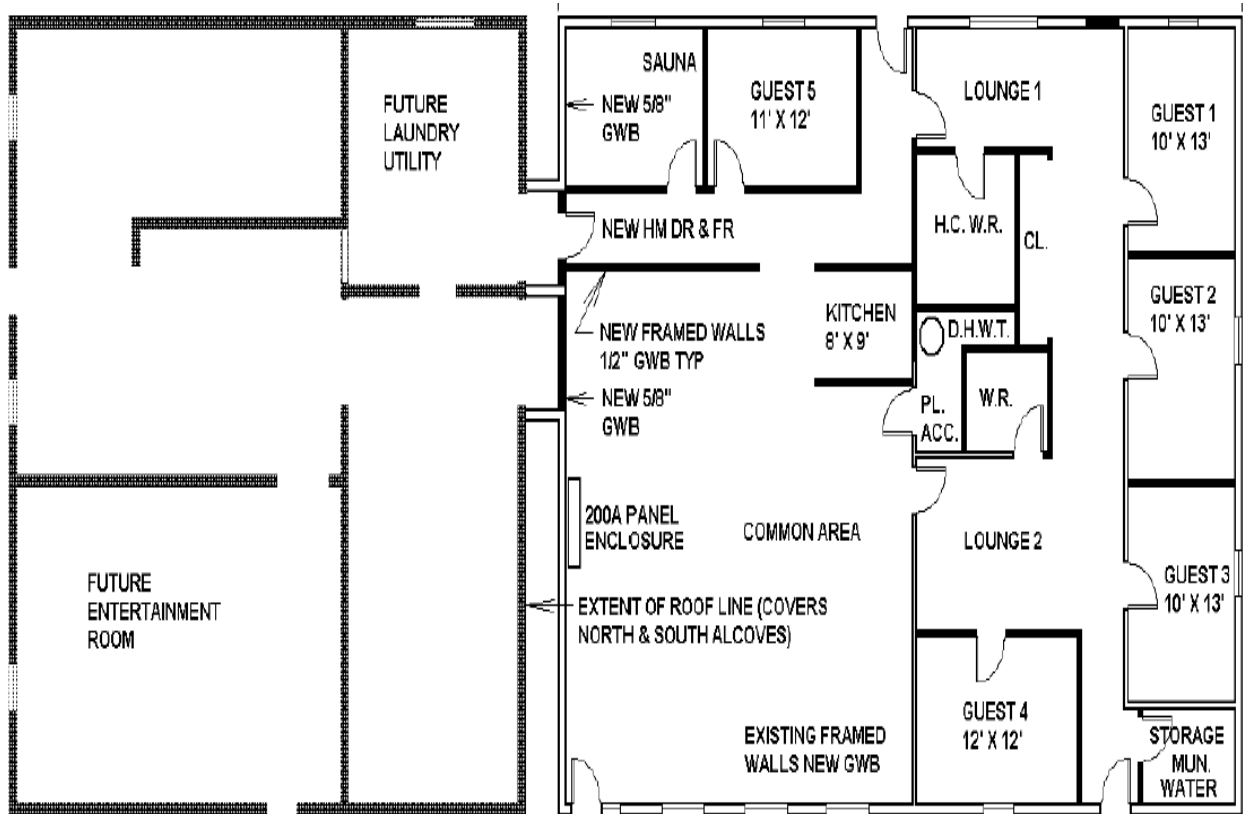 SAUNA
NEW 5/8"
GWB
GUEST 5
11' X 12'
LOUNGE 1
GUEST 1
10' X 13'
FUTURE
LAUNDRY
UTILITY
NEW HM DR & FR
H.C. W.R.
CL.
GUEST 2
10' X 13'
KITCHEN
8' X 9'
D.H.W.T.
NEW FRAMED WALLS
1/2" GWB TYP
NEW 5/8"
GWB
PL.
ACC.
W.R.
200A PANEL
ENCLOSURE
COMMON AREA
LOUNGE 2
GUEST 3
10' X 13'
FUTURE
ENTERTAINMENT
ROOM
EXTENT OF ROOF LINE (COVERS
NORTH & SOUTH ALCOVES)
GUEST 4
12' X 12'
EXISTING FRAMED
WALLS NEW GWB
STORAGE
MUN.
WATER